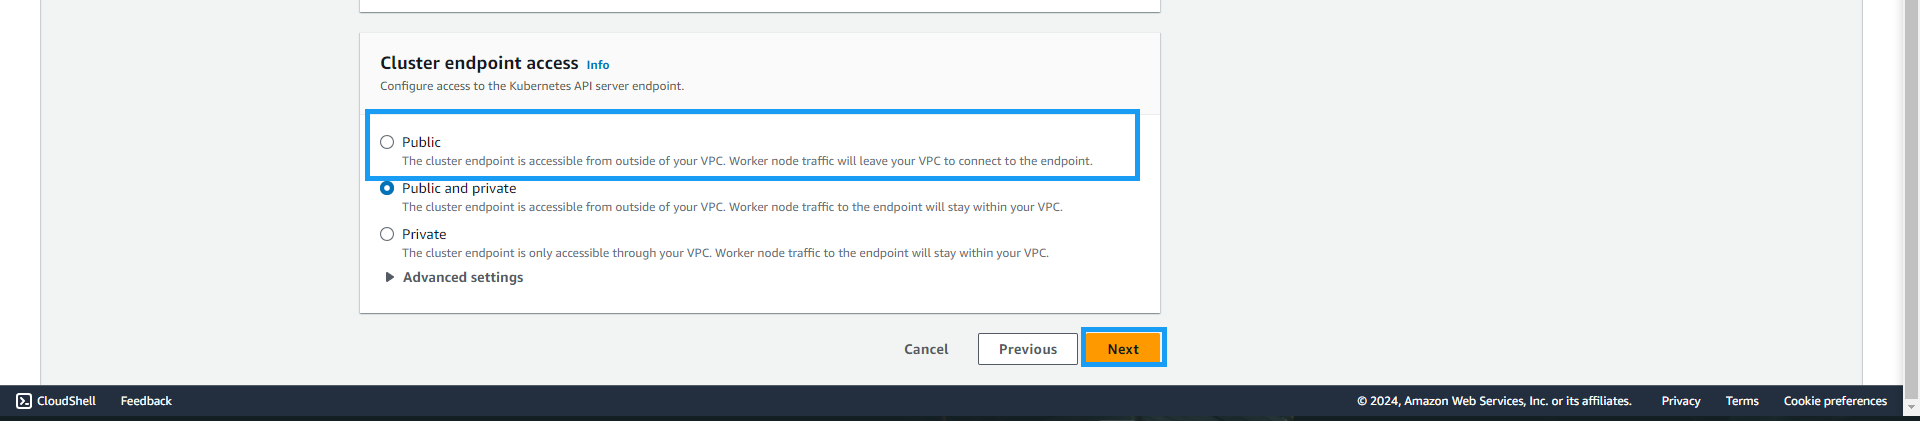 Cluster endpoint access Info
Configure access to the Kubernetes API server endpoint.
Public
The cluster endpoint is accessible from outside of your VPC. Worker node traffic will leave your VPC to connect to the endpoint.
Public and private
The cluster endpoint is accessible from outside of your VPC. Worker node traffic to the endpoint will stay within your VPC.
Private
The cluster endpoint is only accessible through your VPC. Worker node traffic to the endpoint will stay within your VPC.
Advanced settings
Cancel Previous Next
CloudShell Feedback © 2024, Amazon Web Services, Inc. or its affiliates. Privacy Terms Cookie preferences